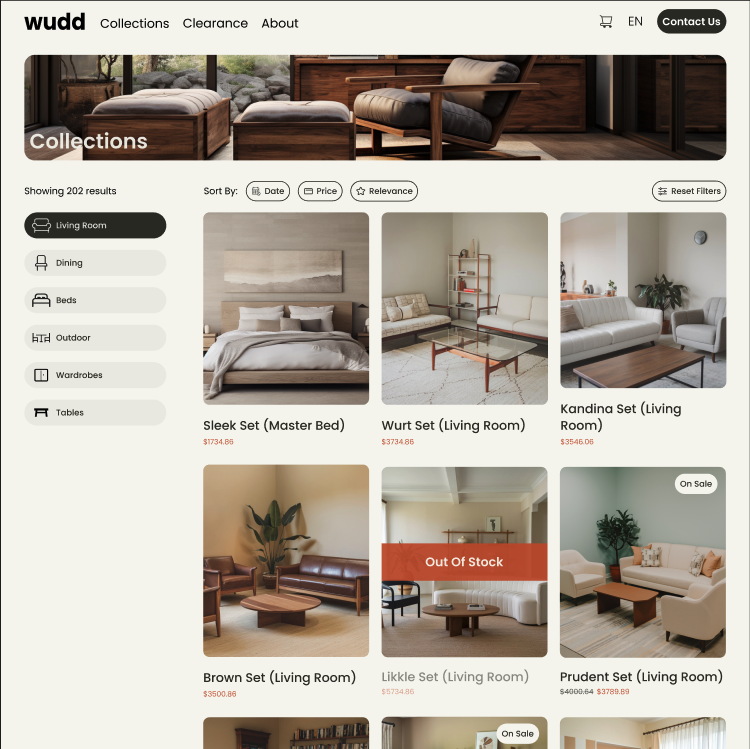 wudd
Collections Clearance About
EN
Contact Us
Collections
Showing 202 results
Sort By:
Date
Price
Relevance
Reset Filters
Living Room
Dining
Beds
Outdoor
Wardrobes
Tables
Sleek Set (Master Bed)
$1734.86
Wurt Set (Living Room)
$3734.86
Kandina Set (Living
Room)
$3546.06
Brown Set (Living Room)
$3500.86
Out Of Stock
Likkle Set (Living Room)
$5734.86
On Sale
Prudent Set (Living Room)
$4000.64 $3789.89
On Sale